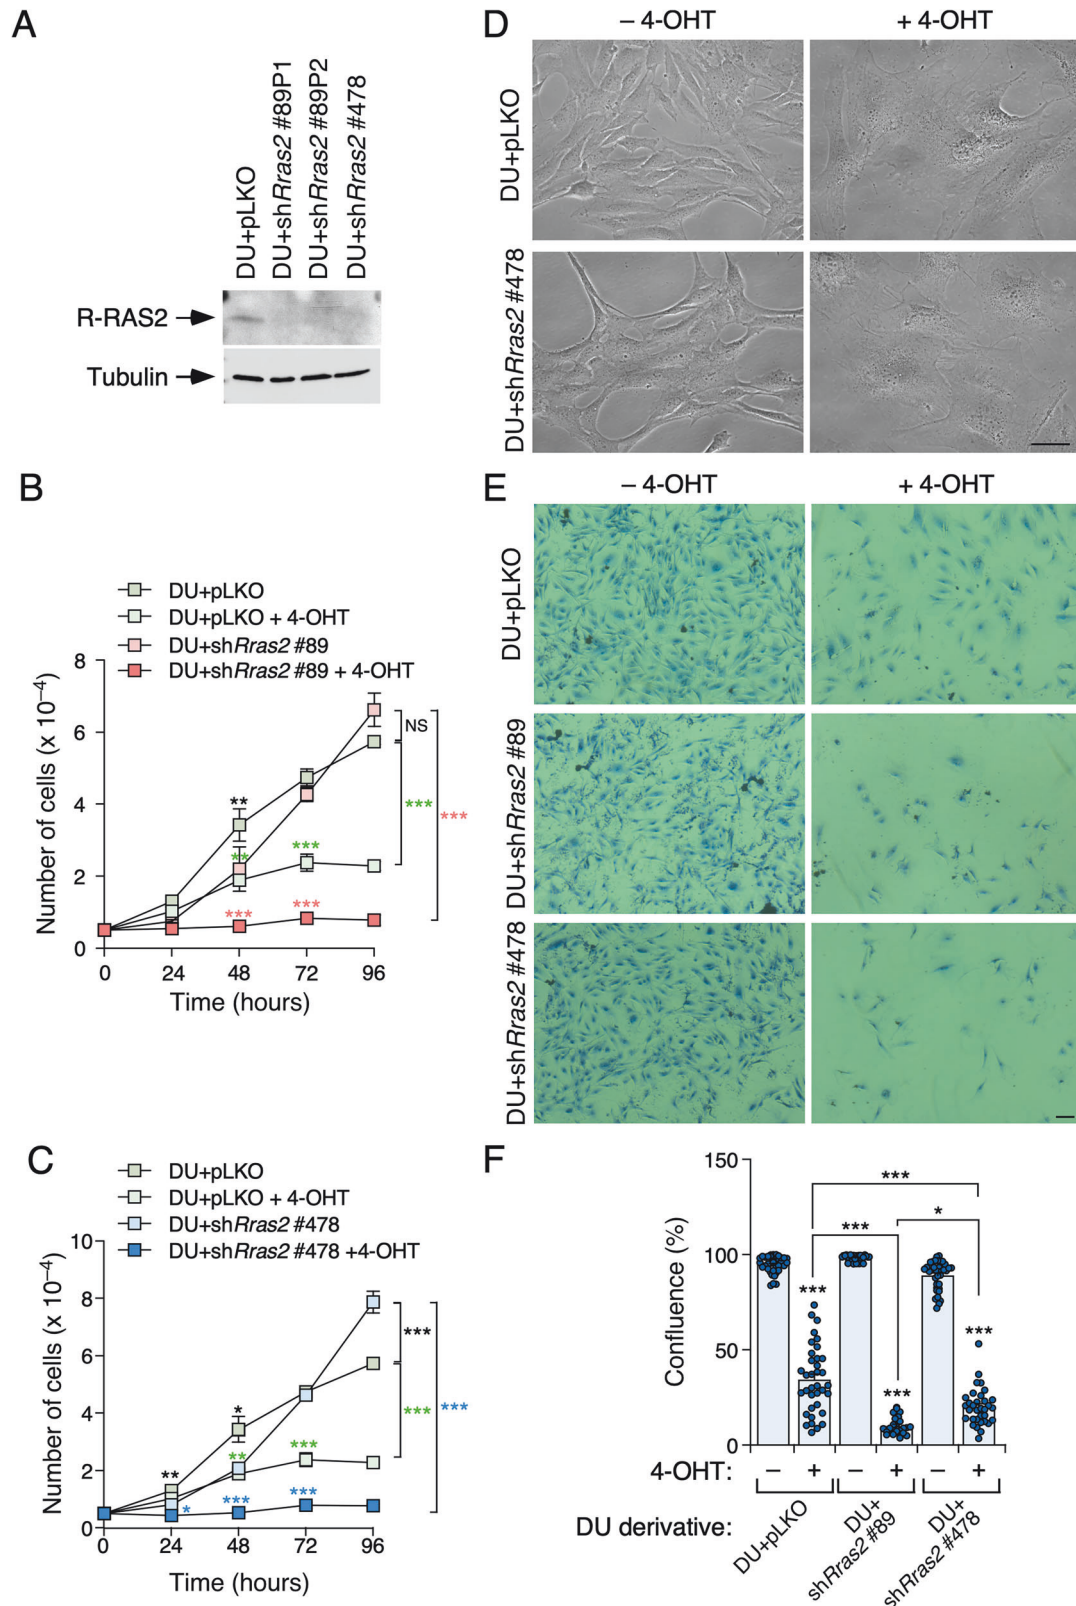 A
DU+pLKO
DU+shRras2 #89P1
DU+shRras2 #89P2
DU+shRras2 #478
R-RAS2
Tubulin
B
DU+pLKO
DU+pLKO + 4-OHT
DU+shRras2 #89
DU+shRras2 #89 + 4-OHT
Number of cells (x 10–4)
8
6
4
2
0
**
**
***
***
***
NS
***
***
0 24 48 72 96
Time (hours)
C
DU+pLKO
DU+pLKO + 4-OHT
DU+shRras2 #478
DU+shRras2 #478 +4-OHT
Number of cells (x 10–4)
10
8
6
4
2
0
**
*
*
**
***
***
***
***
***
***
0 24 48 72 96
Time (hours)
D
– 4-OHT + 4-OHT
DU+pLKO
DU+shRras2 #478
E
– 4-OHT + 4-OHT
DU+pLKO
DU+shRras2 #89
DU+shRras2 #478
F
Confluence (%)
150
100
50
0
***
***
*
***
***
***
4-OHT: – + – + – +
DU derivative:
DU+pLKO
DU+
shRras2 #89
DU+
shRras2 #478